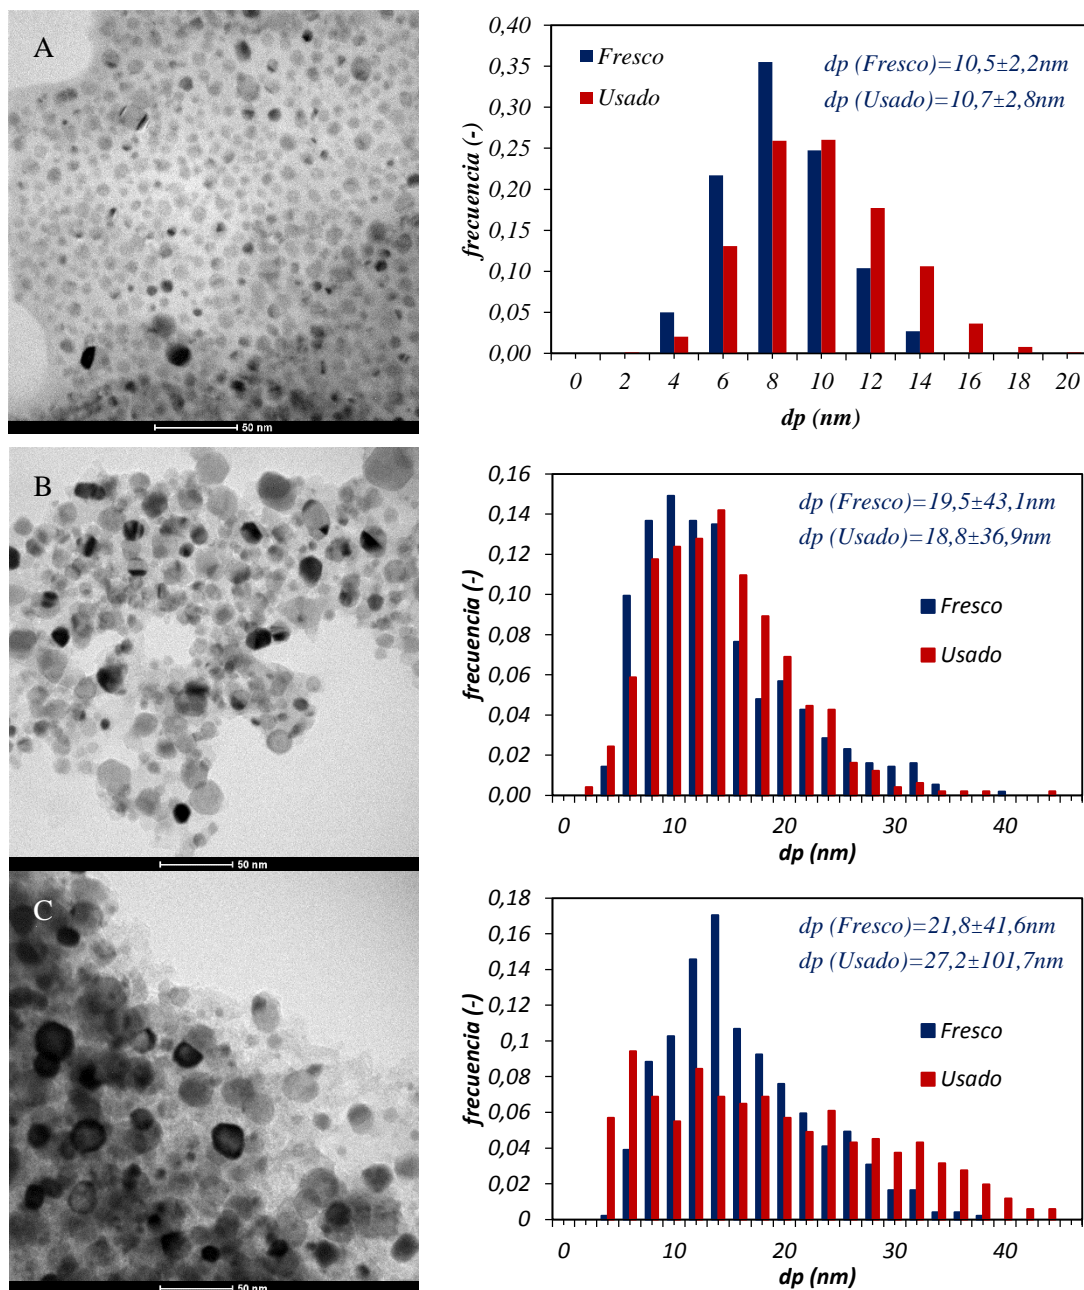 A
50 nm
0,40
0,35
0,30
0,25
0,20
0,15
0,10
0,05
0,00
frecuencia (-)
Fresco
Usado
dp (Fresco)=10,5±2,2nm
dp (Usado)=10,7±2,8nm
0 2 4 6 8 10 12 14 16 18 20
dp (nm)
B
50 nm
0,16
0,14
0,12
0,10
0,08
0,06
0,04
0,02
0,00
frecuencia (-)
dp (Fresco)=19,5±43,1nm
dp (Usado)=18,8±36,9nm
Fresco
Usado
0 10 20 30 40
dp (nm)
C
50 nm
0,18
0,16
0,14
0,12
0,1
0,08
0,06
0,04
0,02
0
frecuencia (-)
dp (Fresco)=21,8±41,6nm
dp (Usado)=27,2±101,7nm
Fresco
Usado
0 10 20 30 40
dp (nm)